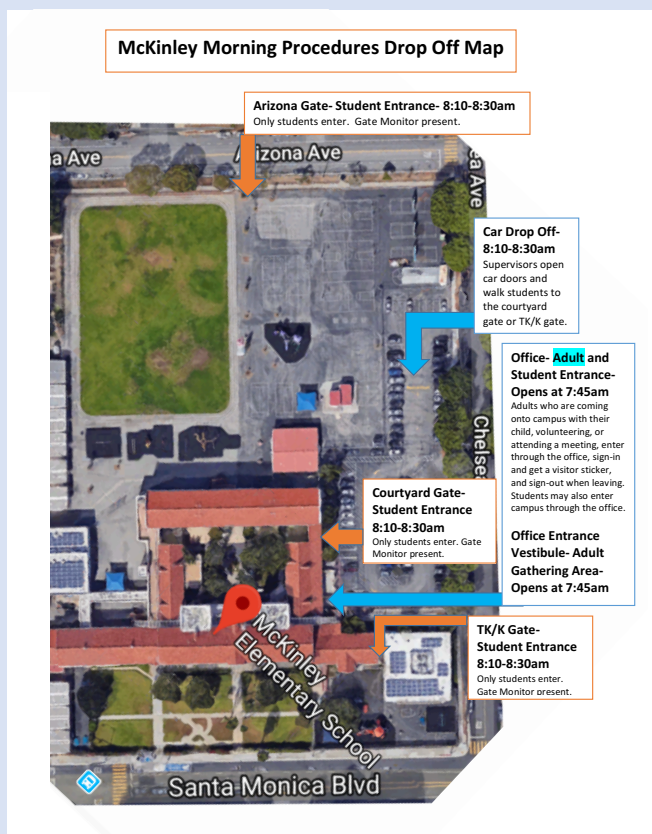 McKinley Morning Procedures Drop Off Map
Arizona Gate- Student Entrance- 8:10-8:30am
Only students enter.  Gate Monitor present.
a Ave
Arizona Ave
ea Ave
Car Drop Off-
8:10-8:30am
Supervisors open
car doors and
walk students to
the courtyard
gate or TK/K gate.
Office- Adult and
Student Entrance-
Opens at 7:45am
Adults who are coming
onto campus with their
child, volunteering, or
attending a meeting, enter
through the office, sign-in
and get a visitor sticker,
and sign-out when leaving.
Students may also enter
campus through the office.
Office Entrance
Vestibule- Adult
Gathering Area-
Opens at 7:45am
Chelsea
Courtyard Gate-
Student Entrance
8:10-8:30am
Only students enter. Gate
Monitor present.
TK/K Gate-
Student Entrance
8:10-8:30am
Only students enter.
Gate Monitor present.
McKinley
Elementary School
Santa Monica Blvd